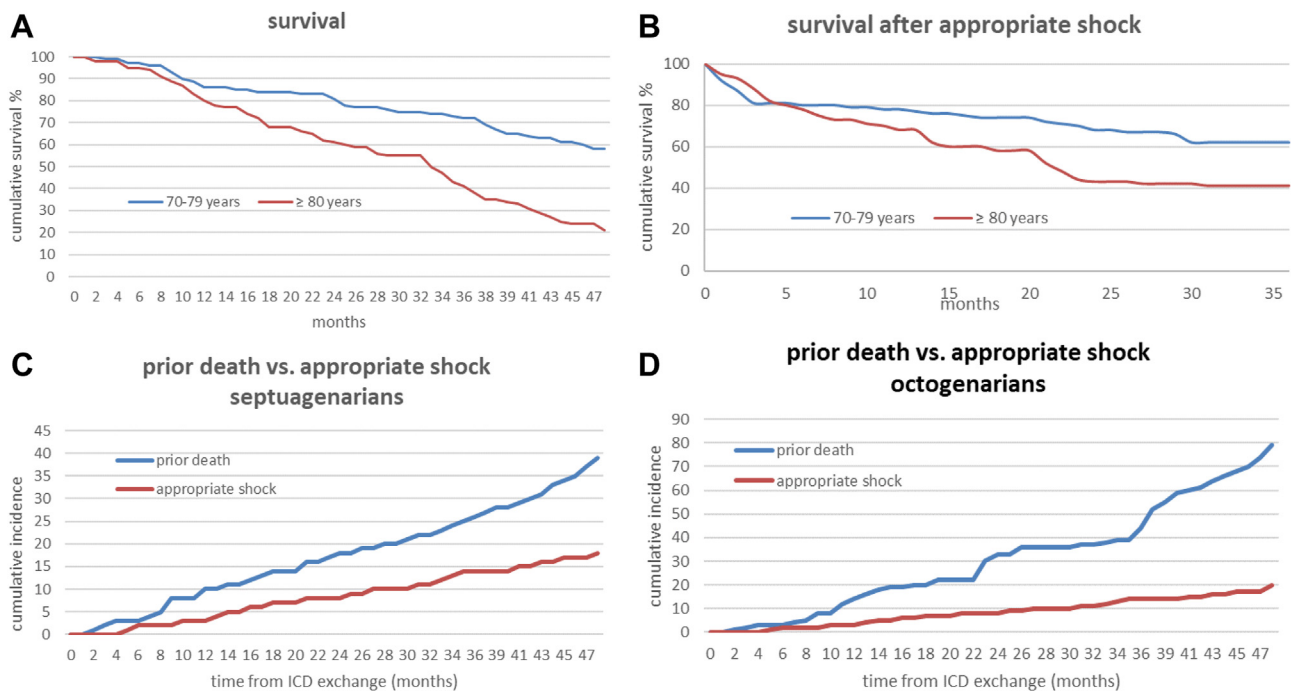 A
survival
cumulative survival %
100
90
80
70
60
50
40
30
20
10
0
70-79 years ≥ 80 years
0 2 4 6 8 10 12 14 16 18 20 22 24 26 28 30 32 34 36 38 39 41 43 45 47
months
B
survival after appropriate shock
cumulative survival %
100
80
60
40
20
0
70-79 years ≥ 80 years
0 5 10 15 20 25 30 35
months
C
prior death vs. appropriate shock
septuagenarians
cumulative incidence
45
40
35
30
25
20
15
10
5
0
prior death
appropriate shock
0 2 4 6 8 10 12 14 16 18 20 22 24 26 28 30 32 34 36 39 41 43 45 47
time from ICD exchange (months)
D
prior death vs. appropriate shock
octogenarians
cumulative incidence
90
80
70
60
50
40
30
20
10
0
prior death
appropriate shock
0 2 4 6 8 10 12 14 16 18 20 22 24 26 28 30 32 34 36 39 41 43 45 47
time from ICD exchange (months)